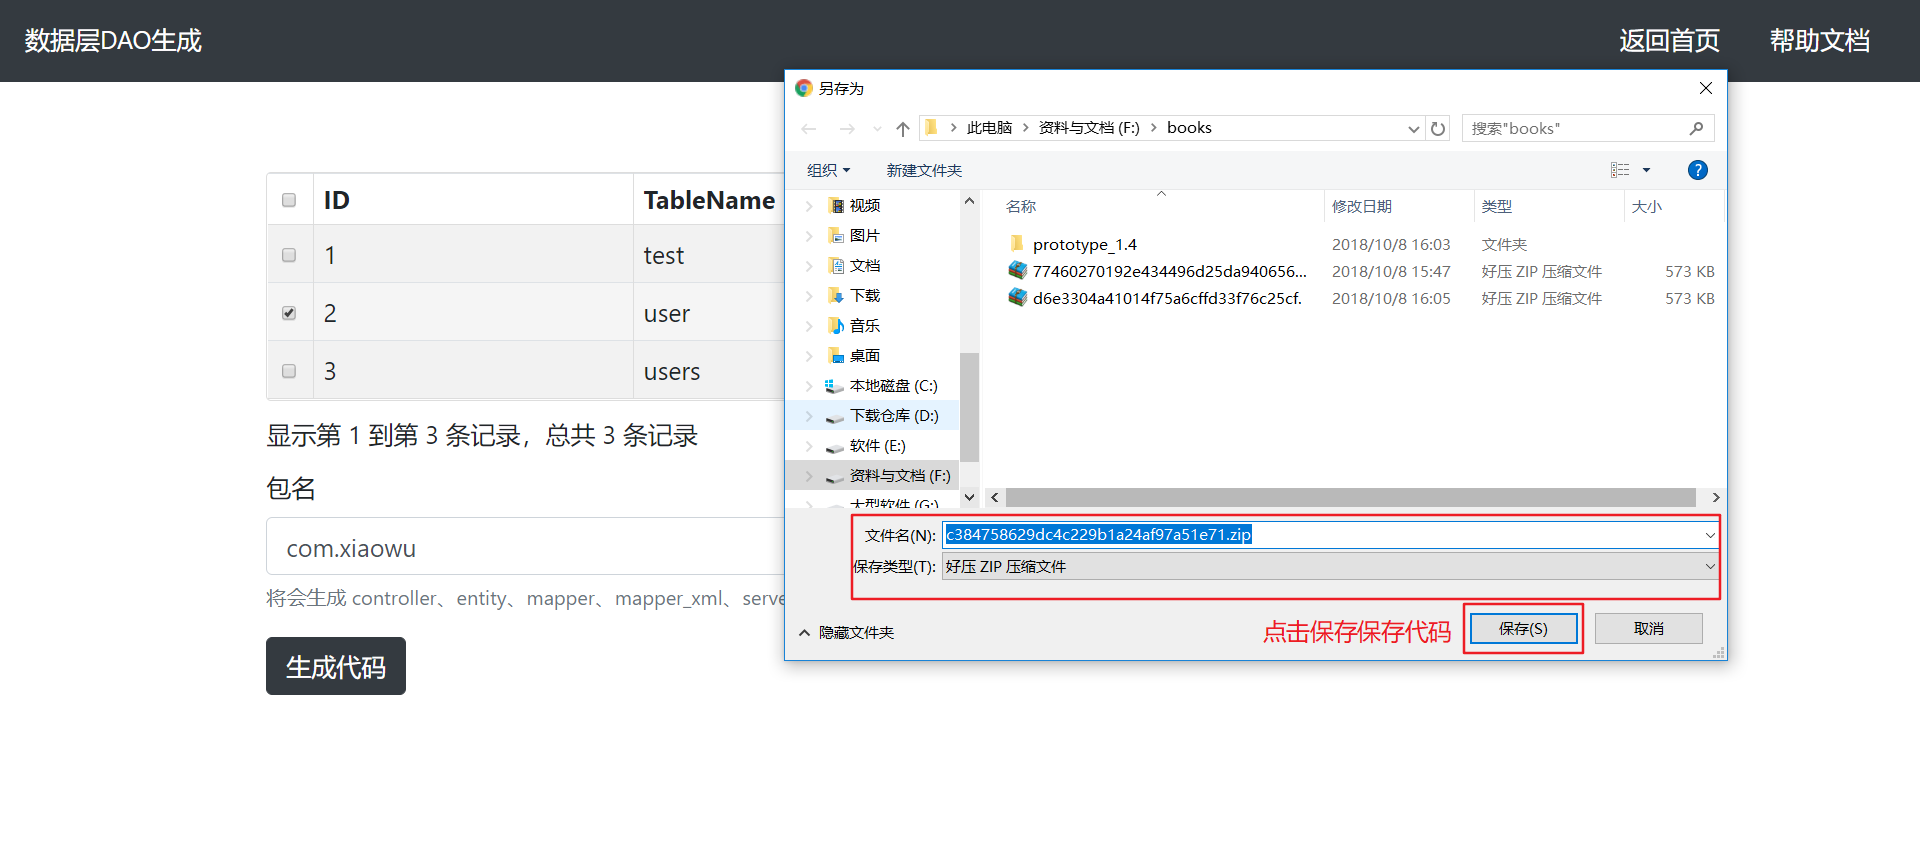 数据层DAO生成
返回首页
帮助文档
ID
TableName
1
test
2
user
3
users
显示第 1 到第 3 条记录，总共 3 条记录
包名
com.xiaowu
将会生成 controller、entity、mapper、mapper_xml、serve
生成代码
另存为
此电脑 > 资料与文档 (F:) > books
搜索"books"
组织
新建文件夹
视频
图片
文档
下载
音乐
桌面
本地磁盘 (C:)
下载仓库 (D:)
软件 (E:)
资料与文档 (F:)
大型软件 (G:)
名称
修改日期
类型
大小
prototype_1.4
2018/10/8 16:03
文件夹
77460270192e434496d25da940656...
2018/10/8 15:47
好压 ZIP 压缩文件
573 KB
d6e3304a41014f75a6cffd33f76c25cf.
2018/10/8 16:05
好压 ZIP 压缩文件
573 KB
文件名(N):
c384758629dc4c229b1a24af97a51e71.zip
保存类型(T):
好压 ZIP 压缩文件
隐藏文件夹
点击保存保存代码
保存(S)
取消